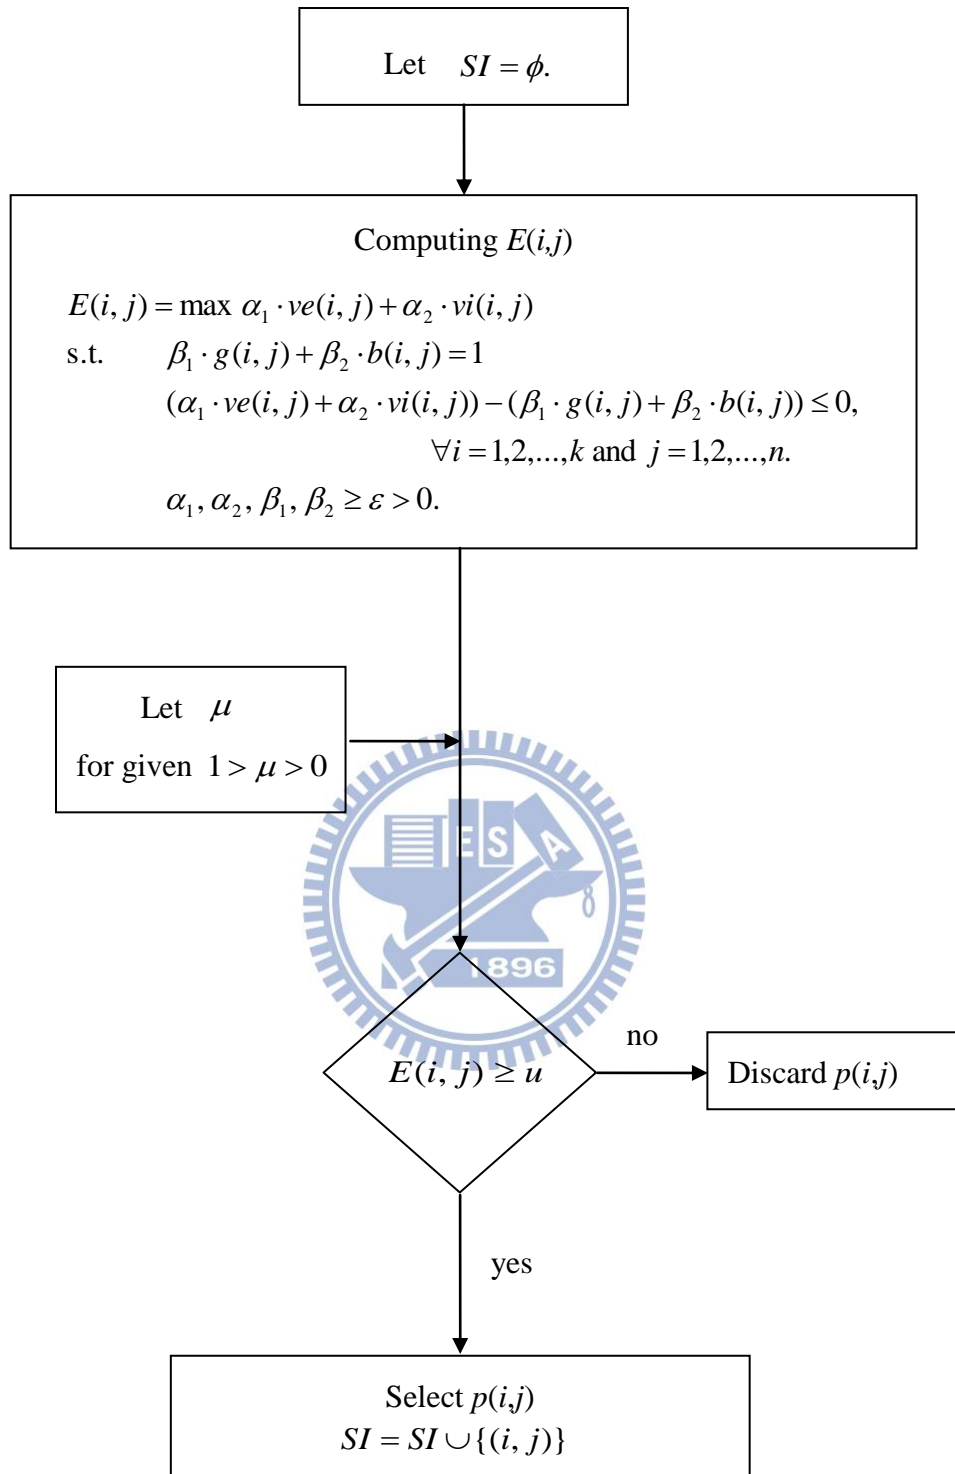 Let SI = ϕ.
Computing E(i,j)
E(i, j) = max α₁ · ve(i, j) + α₂ · vi(i, j)
s.t. β₁ · g(i, j) + β₂ · b(i, j) = 1
(α₁ · ve(i, j) + α₂ · vi(i, j)) − (β₁ · g(i, j) + β₂ · b(i, j)) ≤ 0,
∀i = 1,2,...,k and j = 1,2,...,n.
α₁, α₂, β₁, β₂ ≥ ε > 0.
Let μ
for given 1 > μ > 0
E S A
1896
E(i, j) ≥ u
no
Discard p(i,j)
yes
Select p(i,j)
SI = SI ∪ {(i, j)}